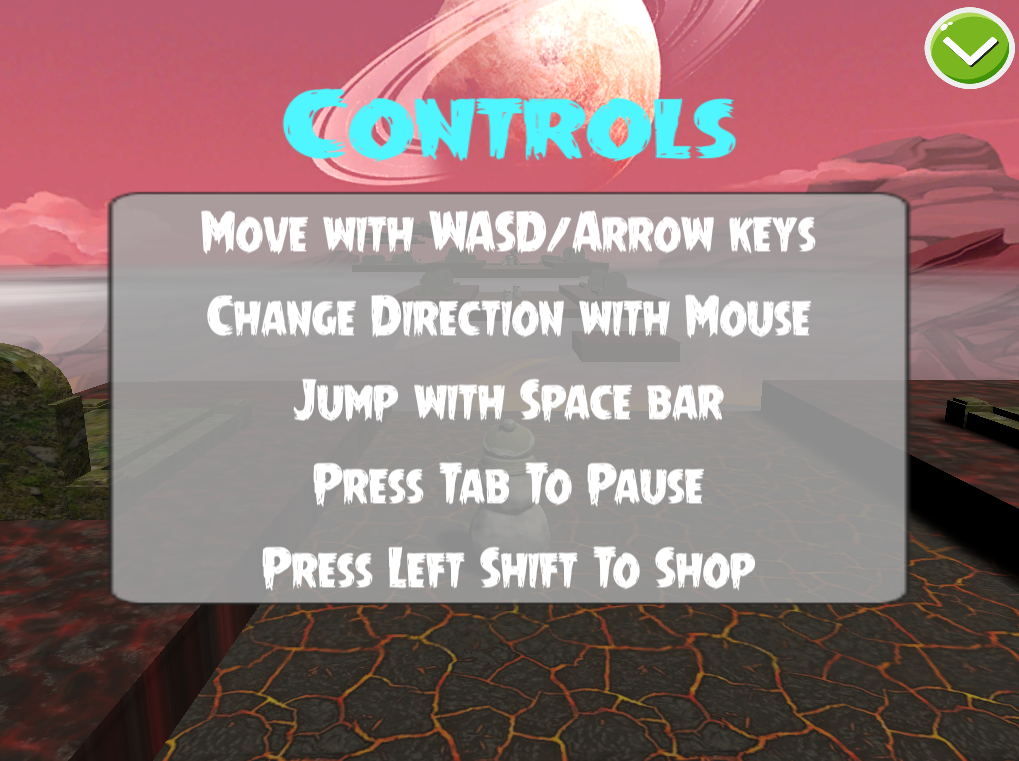 Controls
Move with WASD/Arrow keys
Change Direction with Mouse
Jump with Space bar
Press Tab To Pause
Press Left Shift To Shop